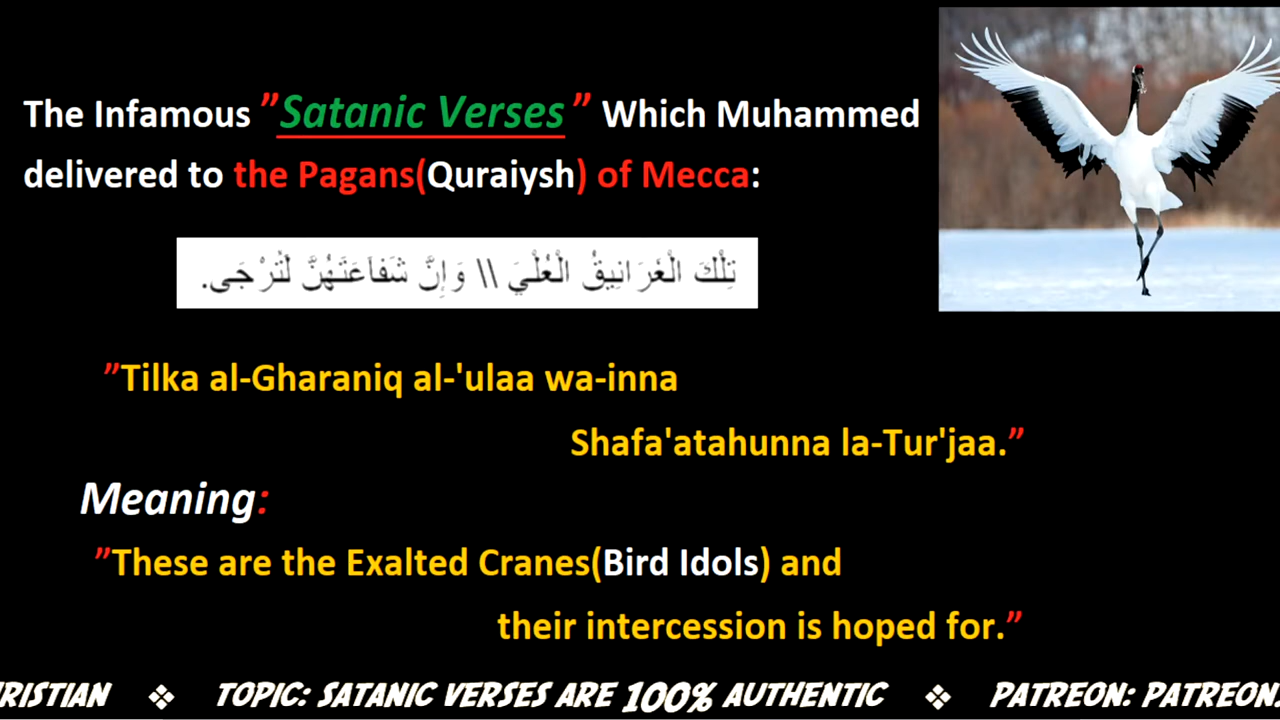 The Infamous ”Satanic Verses” Which Muhammed
delivered to the Pagans(Quraiysh) of Mecca:
تِلْكَ الْغَرَانِيقُ الْعُلْيَ \\ وَإِنَّ شَفَاعَتَهُنَّ لَتُرْجَى.
”Tilka al-Gharaniq al-'ulaa wa-inna
Shafa'atahunna la-Tur'jaa.”
Meaning:
”These are the Exalted Cranes(Bird Idols) and
their intercession is hoped for.”
RISTIAN ❖ TOPIC: SATANIC VERSES ARE 100% AUTHENTIC ❖ PATREON: PATREON.